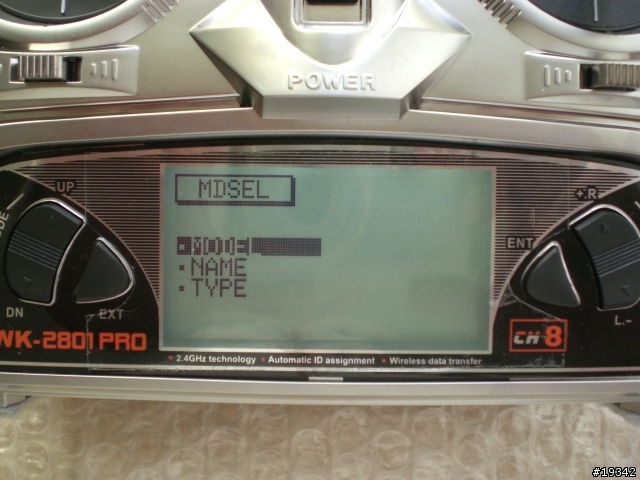 POWER
UP
+.R
MDSEL
ENT
MODEL
NAME
TYPE
DN
EXT
L.-
WK-2801 PRO
CH 8
2.4GHz technology • Automatic ID assignment • Wireless data transfer
#19342